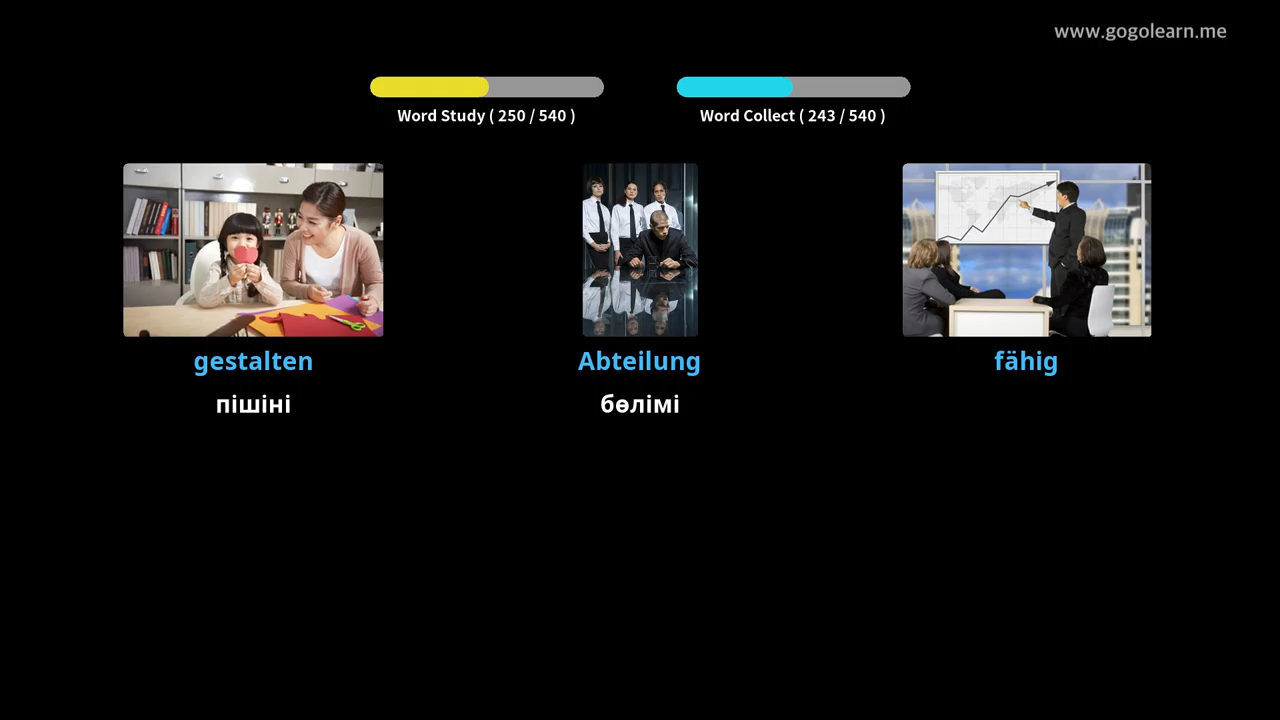 www.gogolearn.me
Word Study ( 250 / 540 )
Word Collect ( 243 / 540 )
gestalten
Abteilung
fähig
пішіні
бөлімі